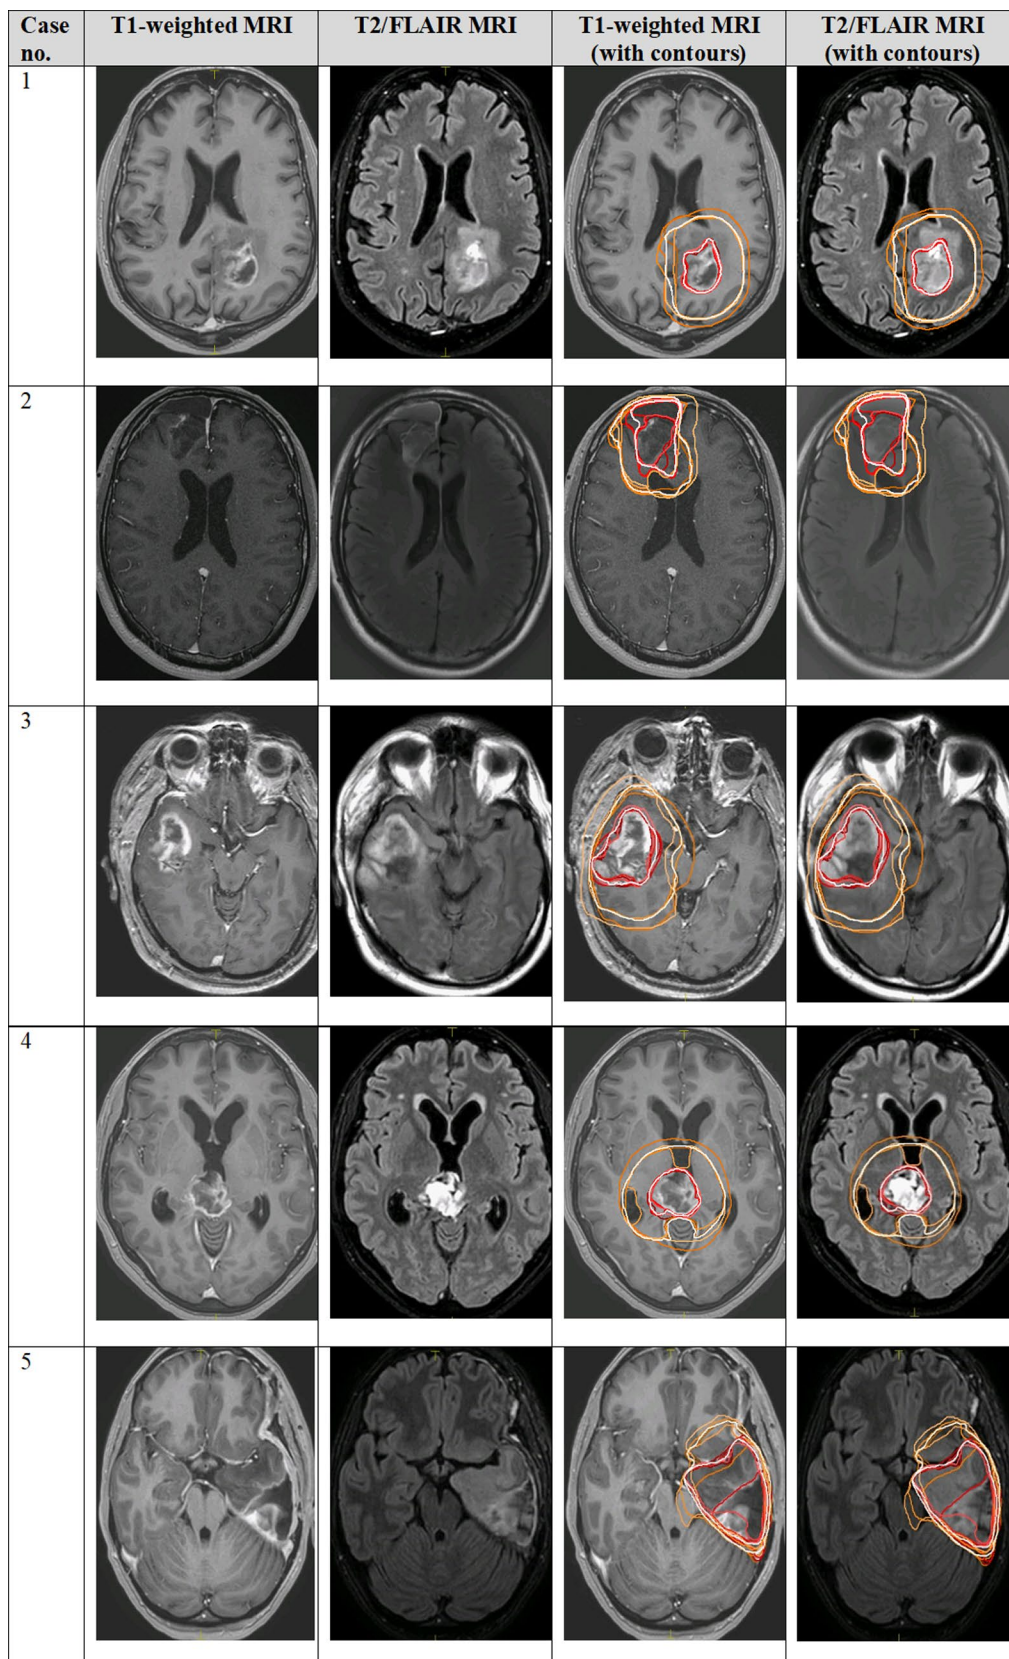 Case no.
T1-weighted MRI
T2/FLAIR MRI
T1-weighted MRI (with contours)
T2/FLAIR MRI (with contours)
1
2
3
4
5